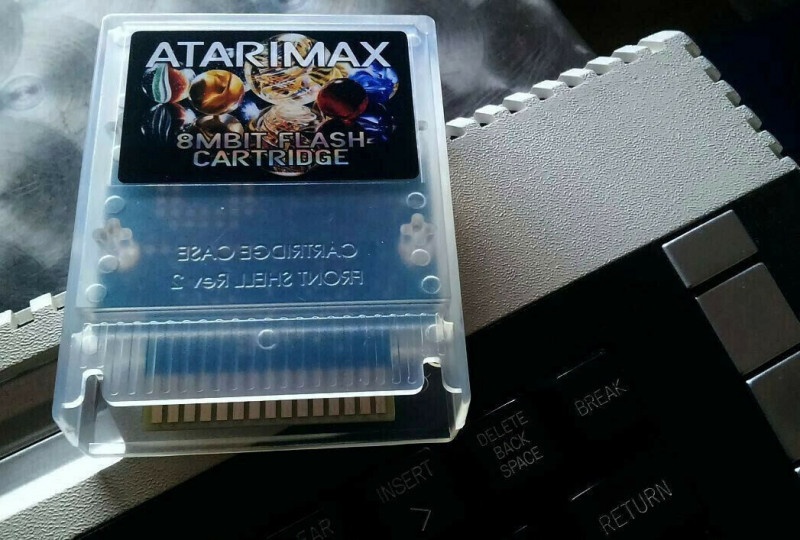 ATARIMAX
8MBIT FLASH
CARTRIDGE
CARTRIDGE CASE
FRONT SHELL Rev 2
C
DELETE
BACK
SPACE
BREAK
INSERT
>
RETURN